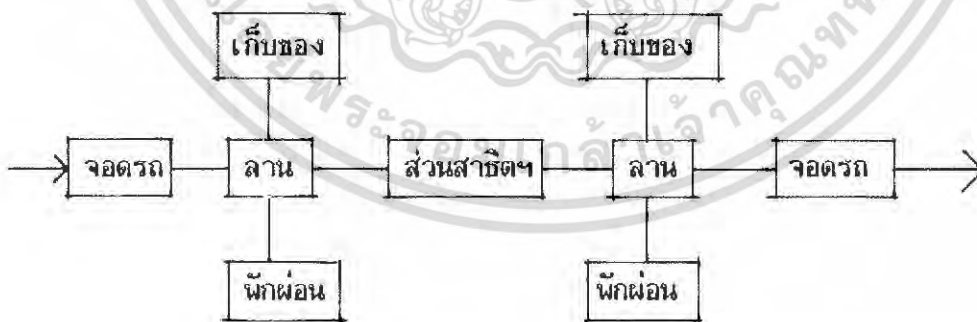 เก็บของ เก็บของ
จอดรถ ลาน ส่วนสาธิตฯ ลาน จอดรถ
พักผ่อน พักผ่อน